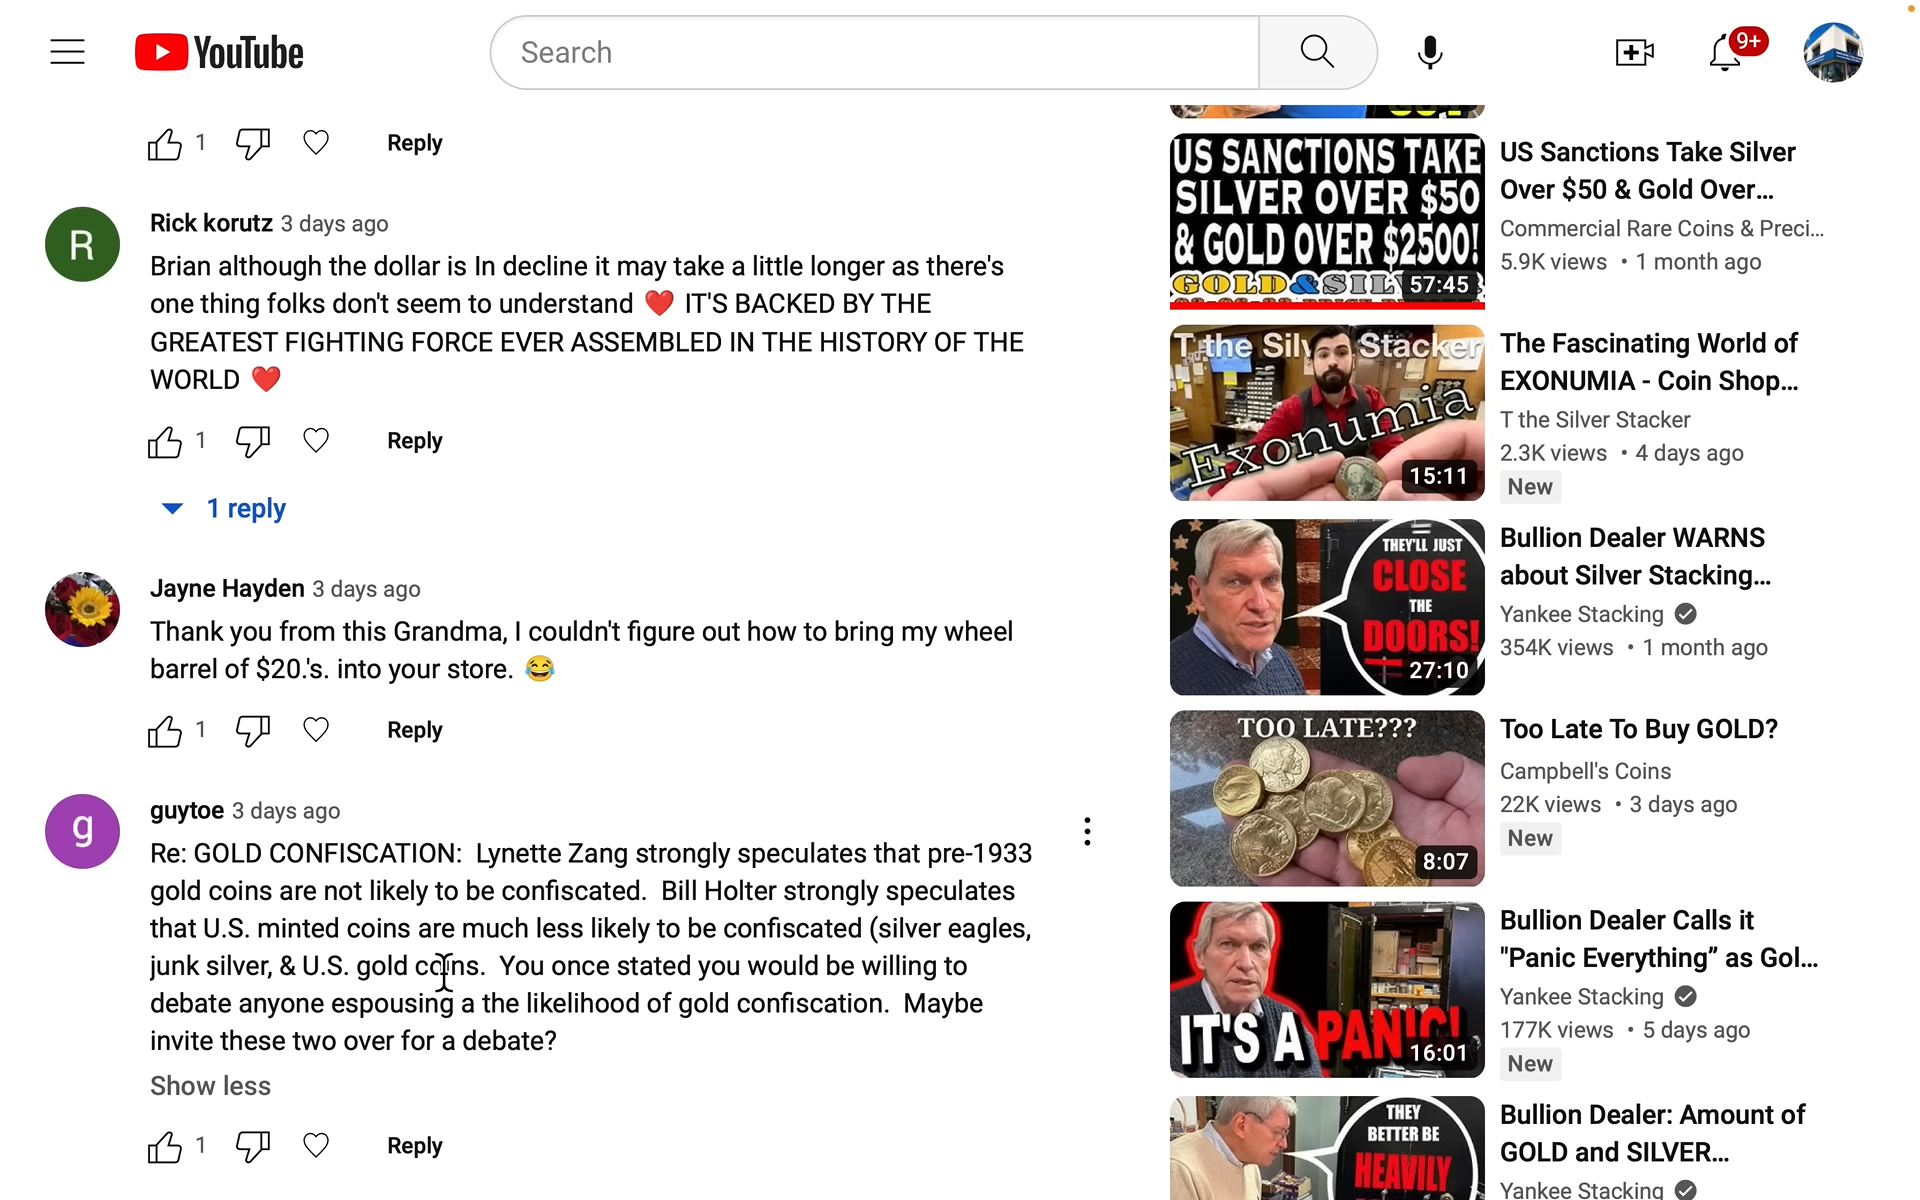 YouTube
Search
9+
1
Reply
R
Rick korutz 3 days ago
Brian although the dollar is In decline it may take a little longer as there's
one thing folks don't seem to understand ❤️ IT'S BACKED BY THE
GREATEST FIGHTING FORCE EVER ASSEMBLED IN THE HISTORY OF THE
WORLD ❤️
1
Reply
1 reply
Jayne Hayden 3 days ago
Thank you from this Grandma, I couldn't figure out how to bring my wheel
barrel of $20.'s. into your store. 😂
1
Reply
g
guytoe 3 days ago
Re: GOLD CONFISCATION:  Lynette Zang strongly speculates that pre-1933
gold coins are not likely to be confiscated.  Bill Holter strongly speculates
that U.S. minted coins are much less likely to be confiscated (silver eagles,
junk silver, & U.S. gold coins.  You once stated you would be willing to
debate anyone espousing a the likelihood of gold confiscation.  Maybe
invite these two over for a debate?
Show less
1
Reply
US SANCTIONS TAKE
SILVER OVER $50
& GOLD OVER $2500!
GOLD&SIL
57:45
US Sanctions Take Silver
Over $50 & Gold Over...
Commercial Rare Coins & Preci...
5.9K views • 1 month ago
T the Silv Stacker
Exonumia
15:11
The Fascinating World of
EXONUMIA - Coin Shop...
T the Silver Stacker
2.3K views • 4 days ago
New
THEY'LL JUST
CLOSE
THE
DOORS!
27:10
Bullion Dealer WARNS
about Silver Stacking...
Yankee Stacking
354K views • 1 month ago
TOO LATE???
8:07
Too Late To Buy GOLD?
Campbell's Coins
22K views • 3 days ago
New
IT'S A PANIC!
16:01
Bullion Dealer Calls it
"Panic Everything” as Gol...
Yankee Stacking
177K views • 5 days ago
New
THEY
BETTER BE
HEAVILY
Bullion Dealer: Amount of
GOLD and SILVER...
Yankee Stacking